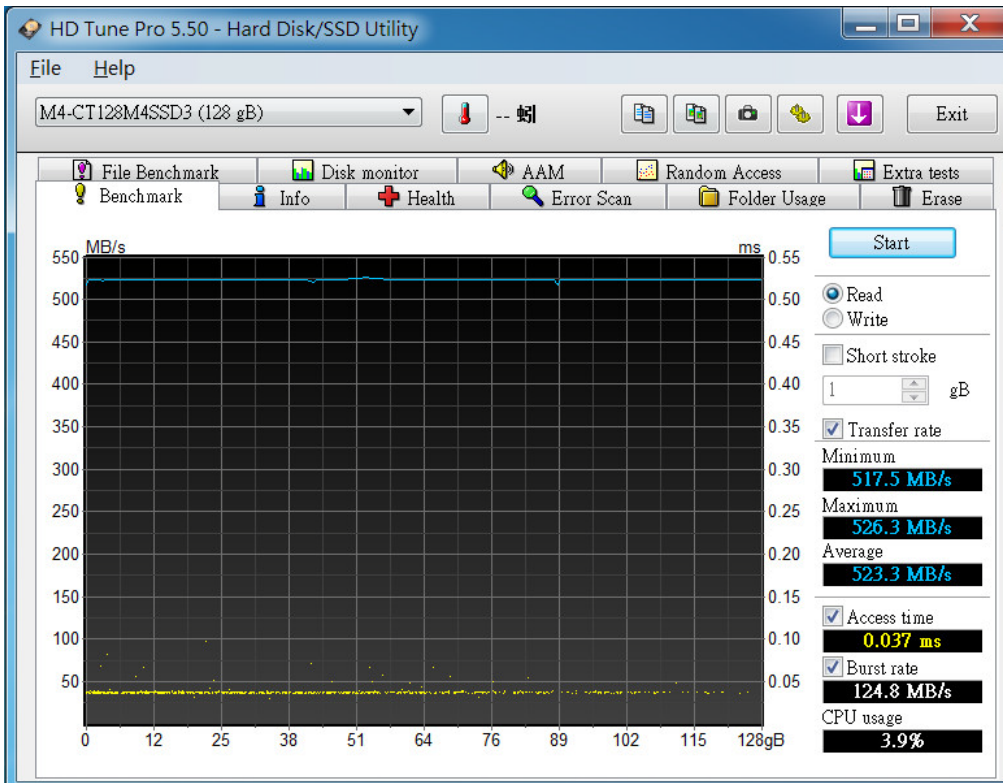 HD Tune Pro 5.50 - Hard Disk/SSD Utility
File Help
M4-CT128M4SSD3 (128 gB) -- 蚓 Exit
File Benchmark Disk monitor AAM Random Access Extra tests
Benchmark Info Health Error Scan Folder Usage Erase
MB/s ms
Start
550 0.55
500 0.50
450 0.45
400 0.40
350 0.35
300 0.30
250 0.25
200 0.20
150 0.15
100 0.10
50 0.05
0 12 25 38 51 64 76 89 102 115 128gB
Read
Write
Short stroke
1 gB
Transfer rate
Minimum
517.5 MB/s
Maximum
526.3 MB/s
Average
523.3 MB/s
Access time
0.037 ms
Burst rate
124.8 MB/s
CPU usage
3.9%